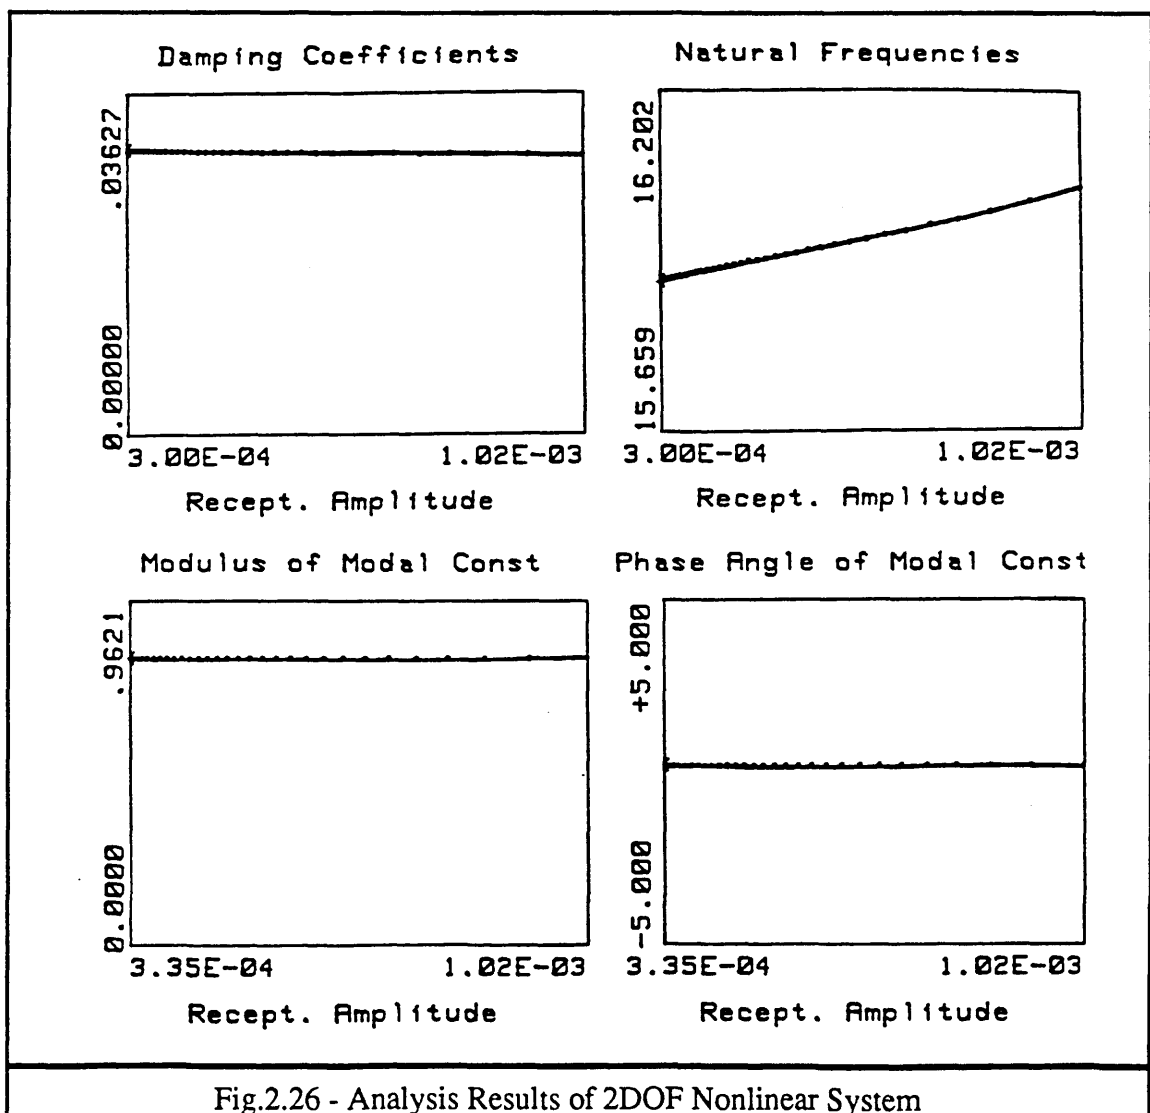 Damping Coefficients
.03627
0.00000
3.00E-04 1.02E-03
Recept. Amplitude
Natural Frequencies
16.202
15.659
3.00E-04 1.02E-03
Recept. Amplitude
Modulus of Modal Const
.9621
0.0000
3.35E-04 1.02E-03
Recept. Amplitude
Phase Angle of Modal Const
+5.000
-5.000
3.35E-04 1.02E-03
Recept. Amplitude
Fig.2.26 - Analysis Results of 2DOF Nonlinear System